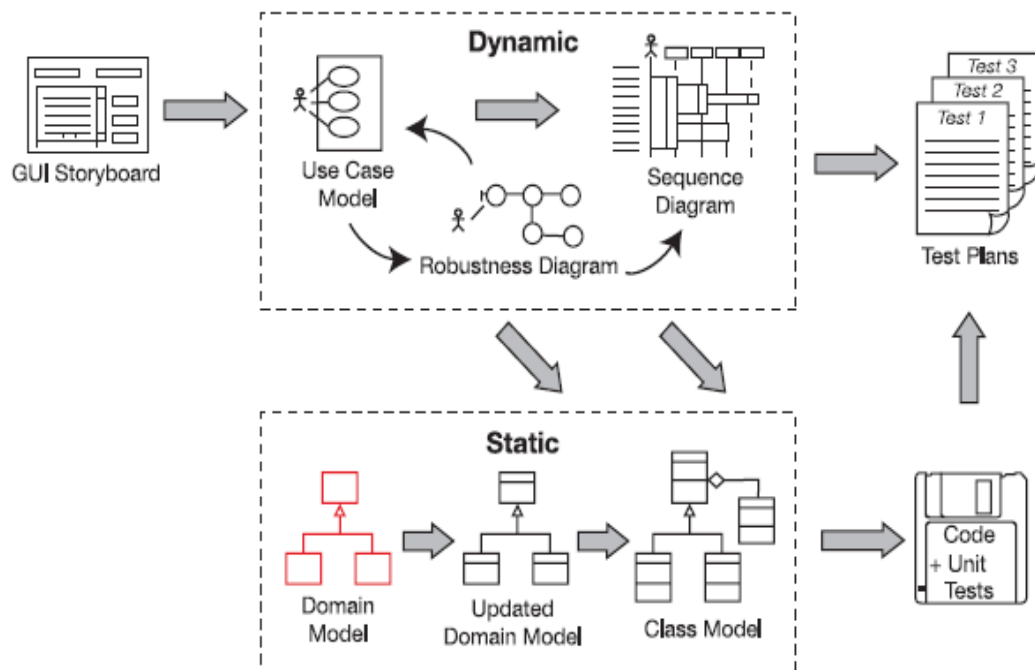 Dynamic
GUI Storyboard
Use Case
Model
Robustness Diagram
Sequence
Diagram
Test 3
Test 2
Test 1
Test Plans
Static
Domain
Model
Updated
Domain Model
Class Model
Code
+ Unit
Tests